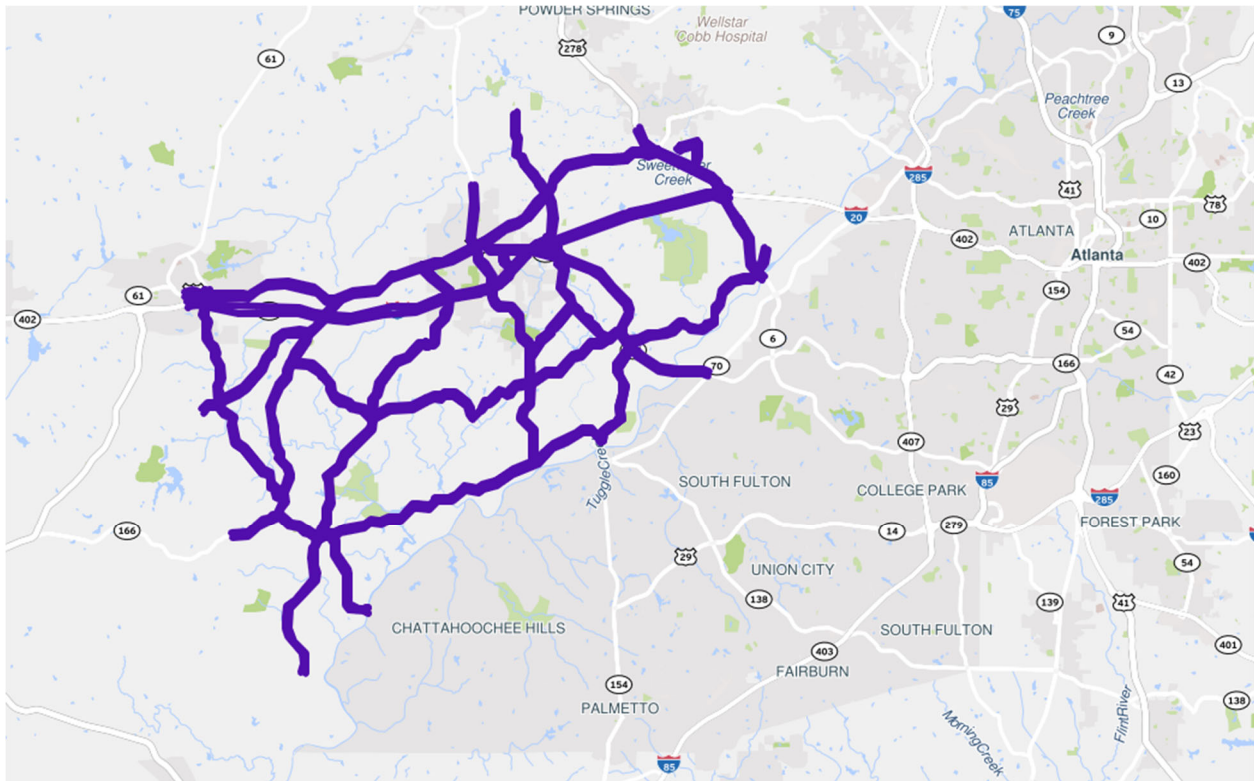 POWDER SPRINGS
75
Wellstar
Cobb Hospital
9
278
61
13
Peachtree
Creek
Creek
285
41
78
20
10
402
ATLANTA
Atlanta
402
61
154
402
54
6
70
166
42
29
23
407
TuggleCre
SOUTH FULTON
160
85
COLLEGE PARK
285
166
14
279
FOREST PARK
29
54
UNION CITY
138
139
41
CHATTAHOOCHEE HILLS
SOUTH FULTON
403
401
FAIRBURN
154
138
PALMETTO
MorningCreek
FlintRiver
85